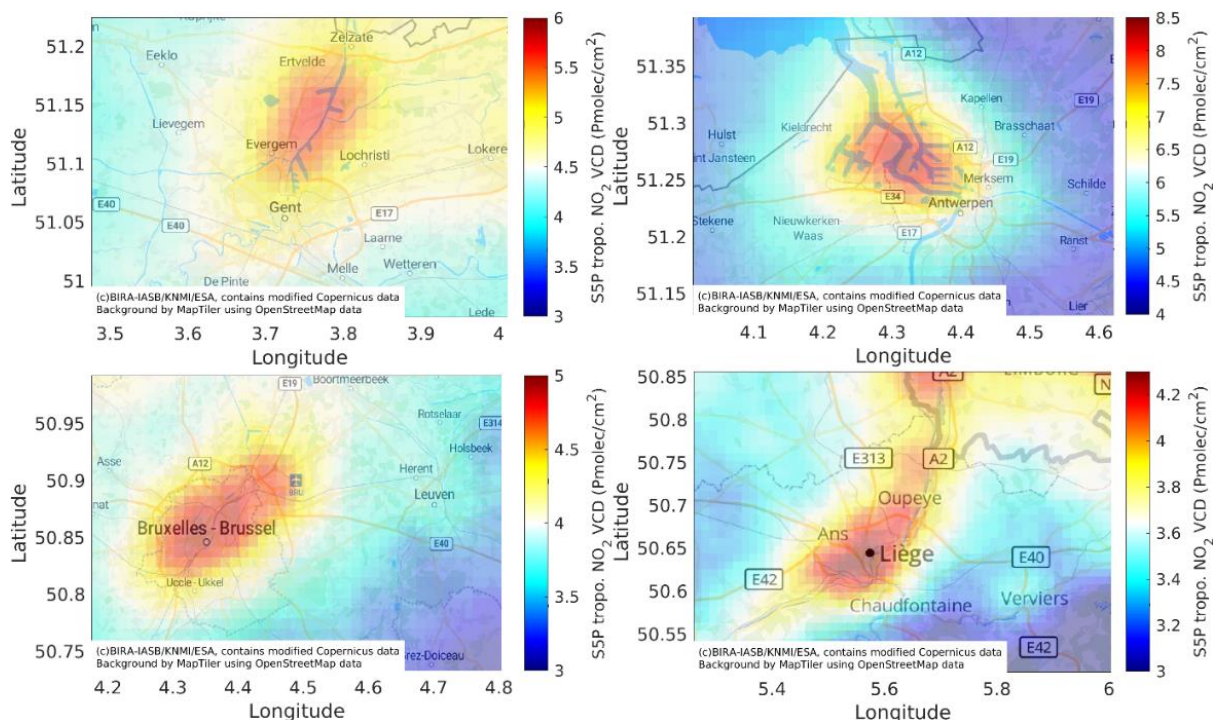 51.2
51.15
51.1
51.05
51
Latitude
Zelzate
Eeklo
Ertvelde
Lievegem
Evergem
Lochristi
Lokere
Gent
E40
E40
E17
Laarne
De Pinte
Melle
Wetteren
Lede
(c)BIRA-IASB/KNMI/ESA, contains modified Copernicus data
Background by MapTiler using OpenStreetMap data
3.5 3.6 3.7 3.8 3.9 4
Longitude
6
5.5
5
4.5
4
3.5
3
S5P tropo. NO2 VCD (Pmolec/cm2)
51.35
51.3
51.25
51.2
51.15
Latitude
A12
E19
Kapellen
Hulst
Kieldrecht
Brasschaat
int Jansteen
A12
E19
Merksem
E34
Schilde
Antwerpen
Stekene
Nieuwkerken-
Waas
E17
Ranst
Lier
(c)BIRA-IASB/KNMI/ESA, contains modified Copernicus data
Background by MapTiler using OpenStreetMap data
4.1 4.2 4.3 4.4 4.5 4.6
Longitude
8.5
8
7.5
7
6.5
6
5.5
5
4.5
4
S5P tropo. NO2 VCD (Pmolec/cm2)
50.95
50.9
50.85
50.8
50.75
Latitude
E19
Boortmeerbeek
Rotselaar
E314
Holsbeek
Asse
A12
BRU
Herent
Leuven
nat
Bruxelles - Brussel
E40
Uccle - Ukkel
rez-Doiceau
(c)BIRA-IASB/KNMI/ESA, contains modified Copernicus data
Background by MapTiler using OpenStreetMap data
4.2 4.3 4.4 4.5 4.6 4.7 4.8
Longitude
5
4.5
4
3.5
3
S5P tropo. NO2 VCD (Pmolec/cm2)
50.85
50.8
50.75
50.7
50.65
50.6
50.55
Latitude
A2
LIMBURG
N
E313
A2
Oupeye
Ans
Liège
E42
E40
Chaudfontaine
Verviers
E42
(c)BIRA-IASB/KNMI/ESA, contains modified Copernicus data
Background by MapTiler using OpenStreetMap data
5.4 5.6 5.8 6
Longitude
4.2
4
3.8
3.6
3.4
3.2
3
S5P tropo. NO2 VCD (Pmolec/cm2)